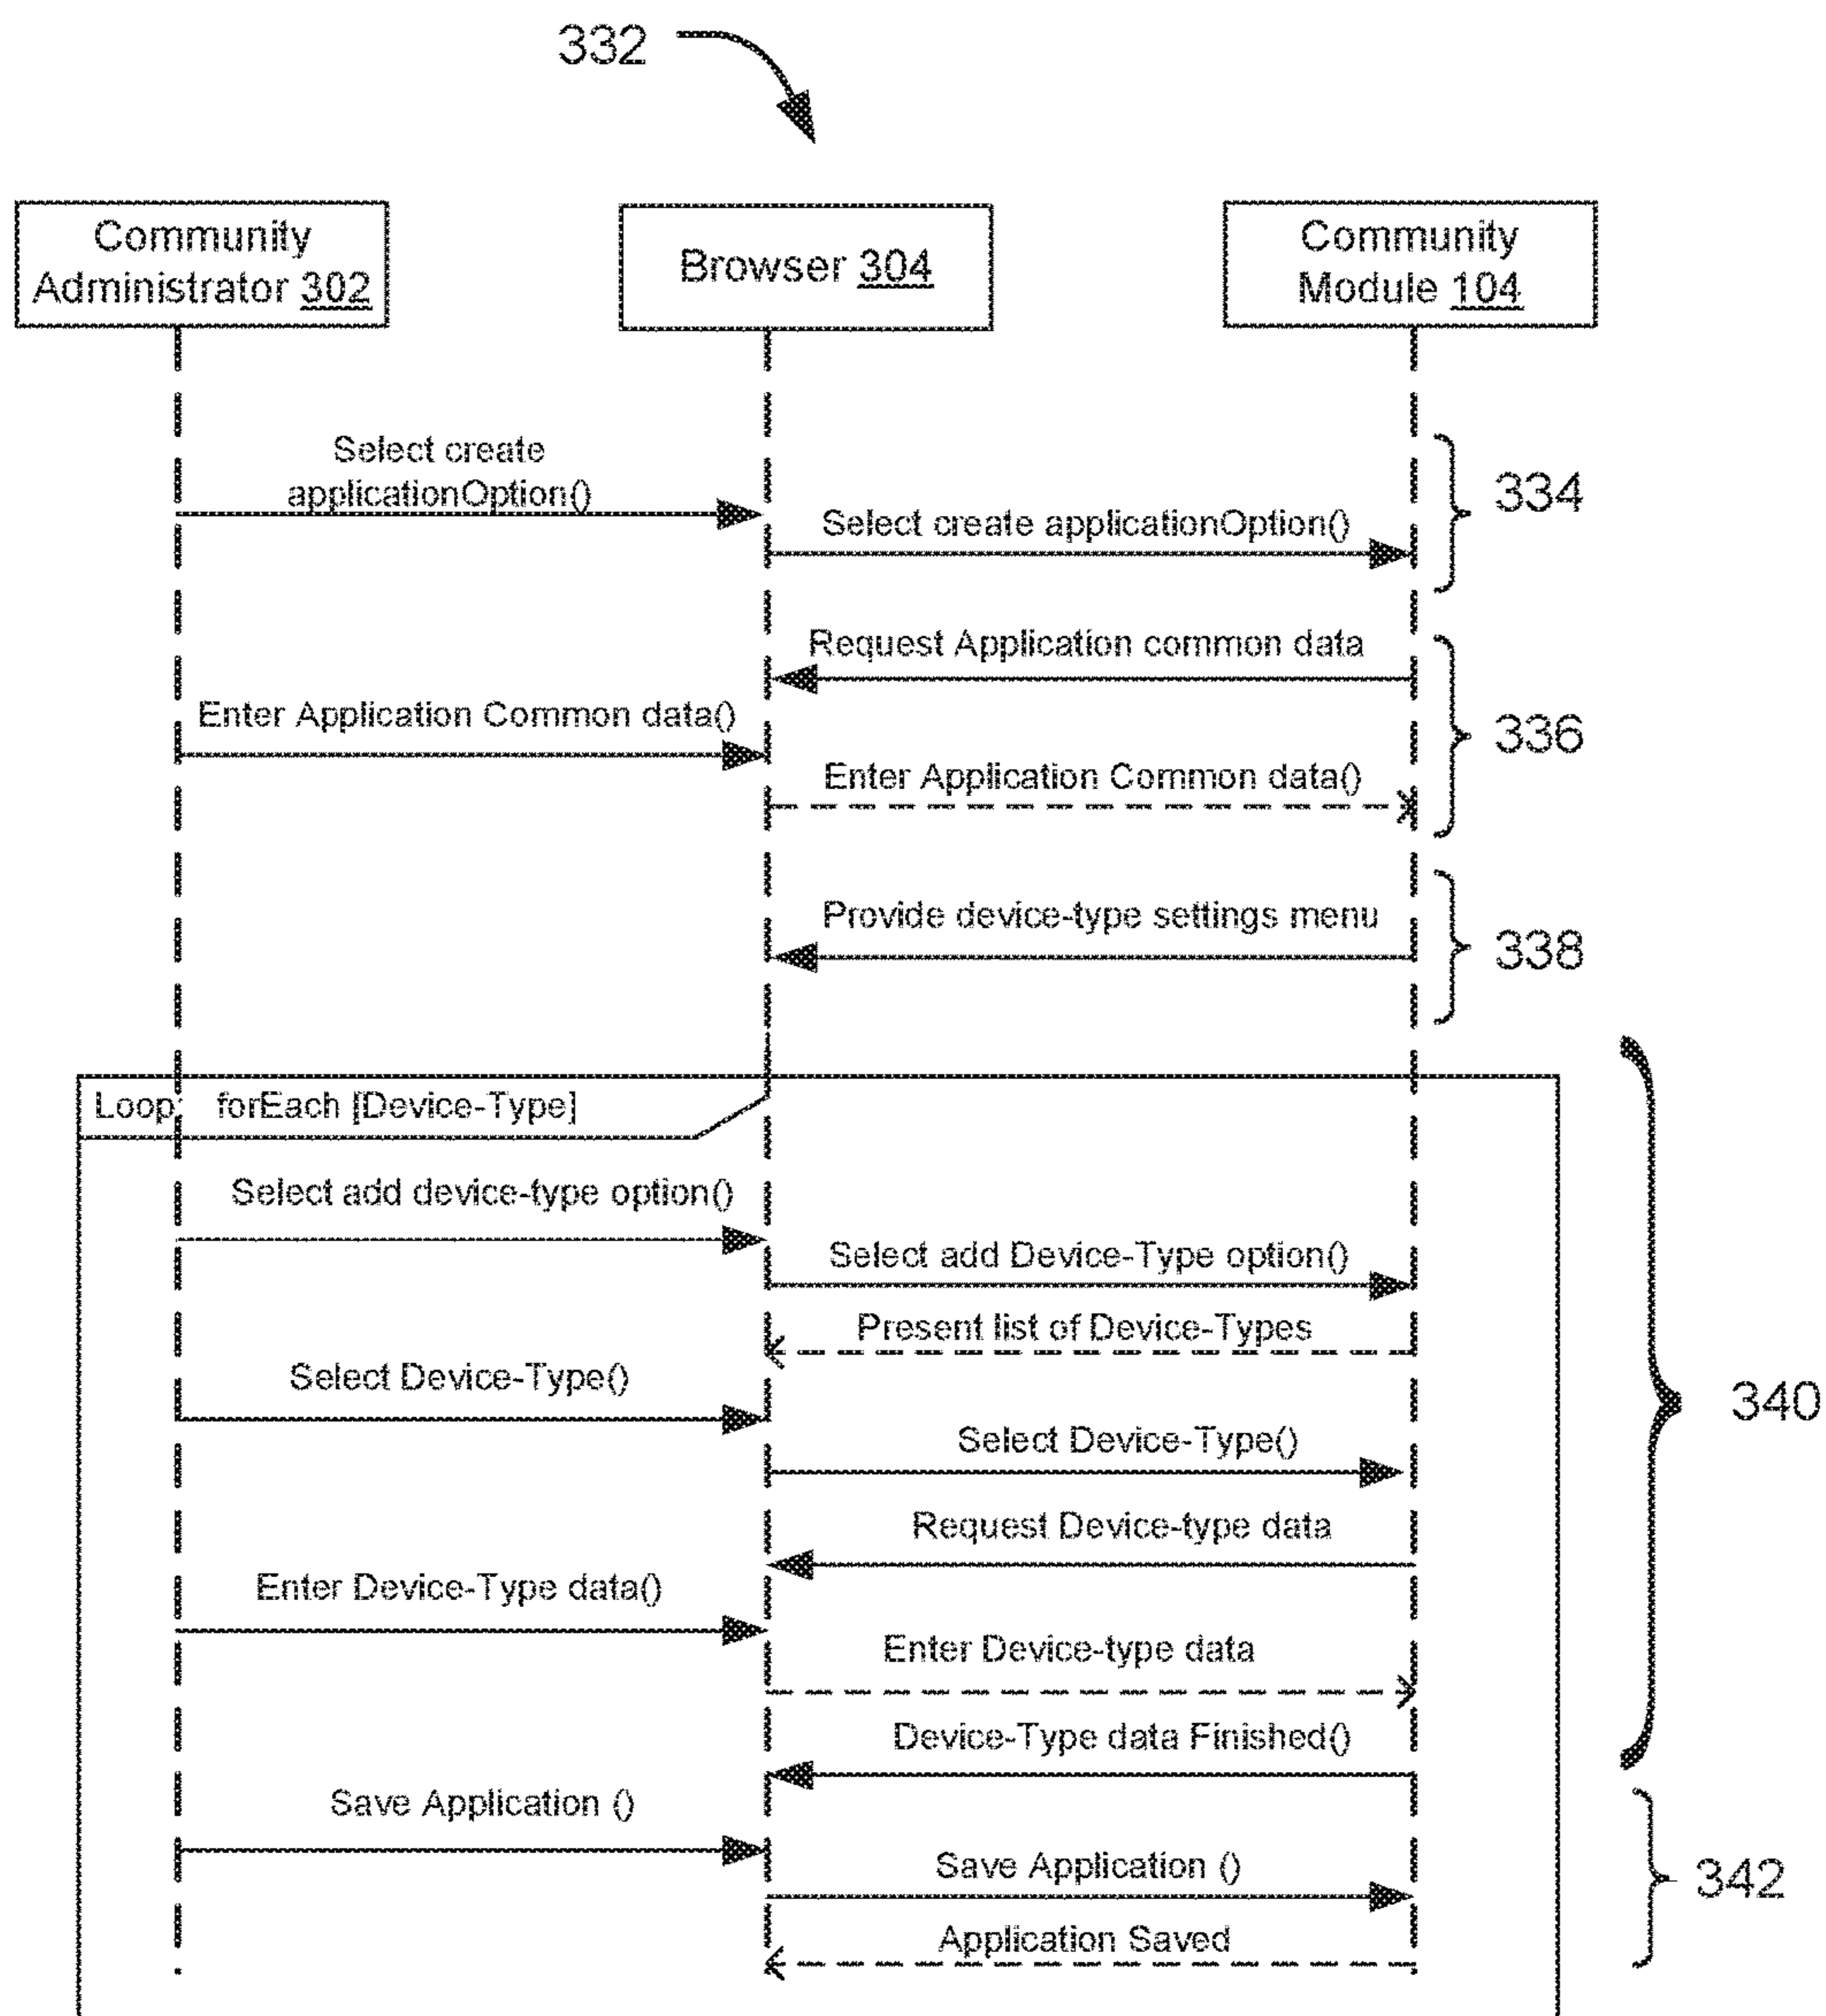 332
Community
Administrator 302
Browser 304
Community
Module 104
Select create
applicationOption()
Select create applicationOption()
334
Request Application common data
Enter Application Common data()
336
Enter Application Common data()
Provide device-type settings menu
338
Loop: forEach [Device-Type]
Select add device-type option()
Select add Device-Type option()
Present list of Device-Types
Select Device-Type()
340
Select Device-Type()
Request Device-type data
Enter Device-Type data()
Enter Device-type data
Device-Type data Finished()
Save Application ()
Save Application ()
342
Application Saved